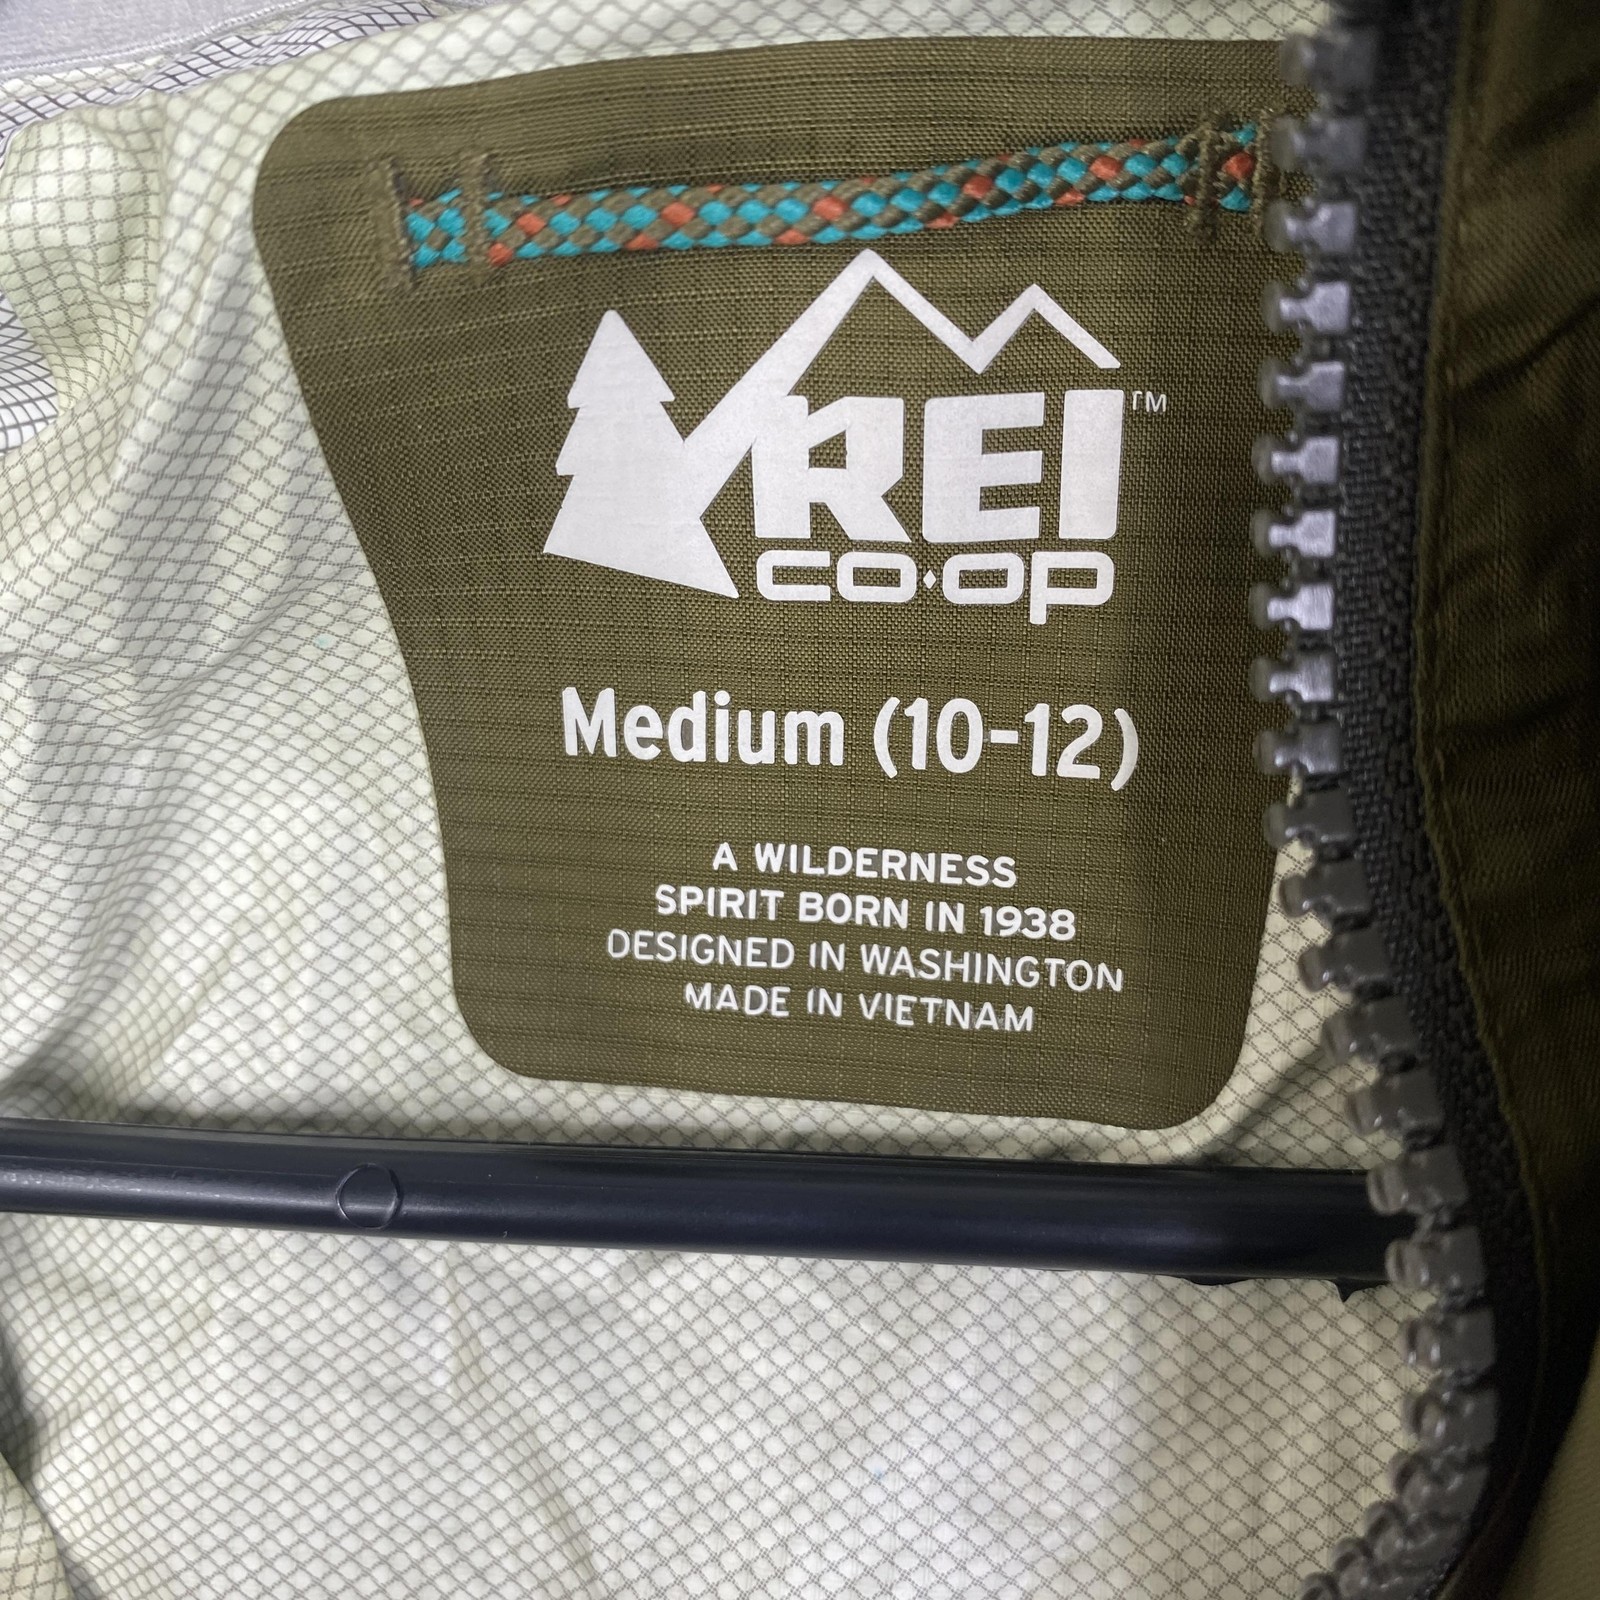 REI™
CO·OP
Medium (10-12)
A WILDERNESS
SPIRIT BORN IN 1938
DESIGNED IN WASHINGTON
MADE IN VIETNAM